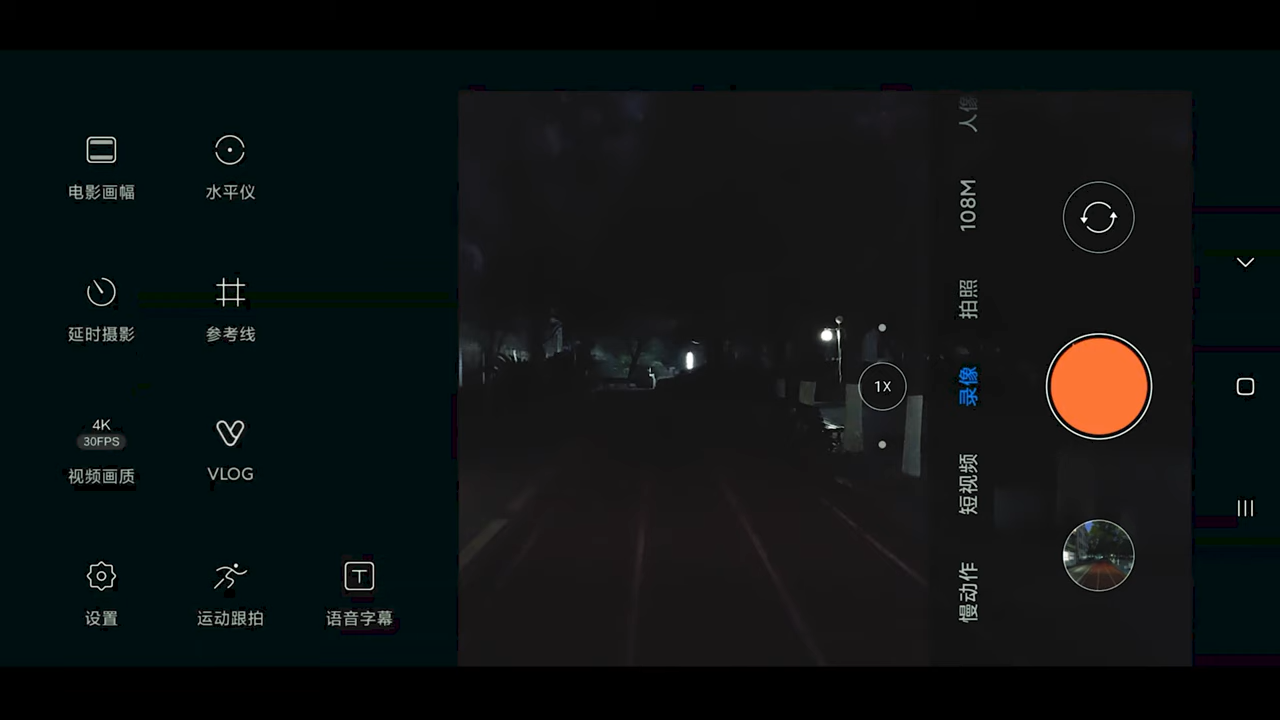 电影画幅
水平仪
延时摄影
参考线
4K
30FPS
视频画质
VLOG
设置
运动跟拍
语音字幕
1X
人像
108M
拍照
录像
短视频
慢动作